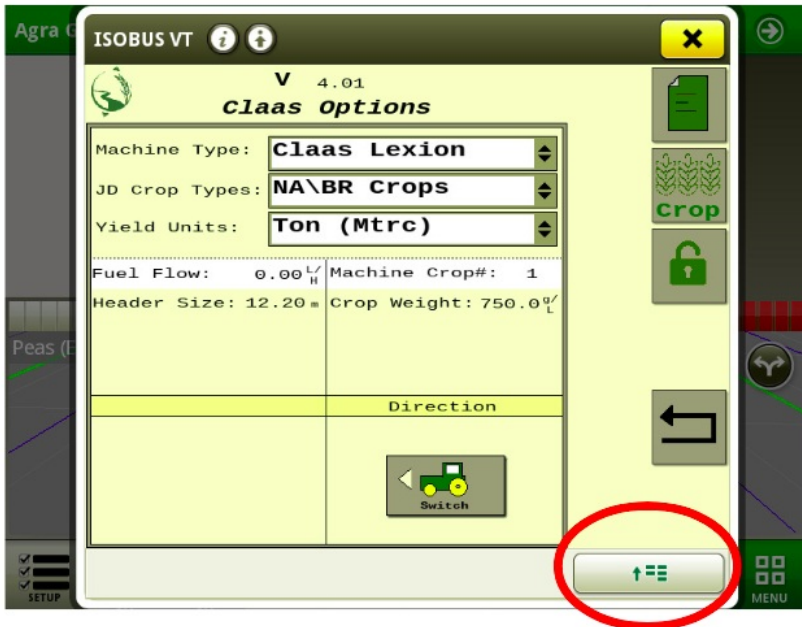 Agra G
ISOBUS VT
V 4.01
Claas Options
Machine Type: Claas Lexion
JD Crop Types: NA\BR Crops
Yield Units: Ton (Mtrc)
Fuel Flow: 0.00 L/H
Machine Crop#: 1
Header Size: 12.20 m
Crop Weight: 750.0 g/L
Direction
Switch
Crop
Peas (E
SETUP
MENU